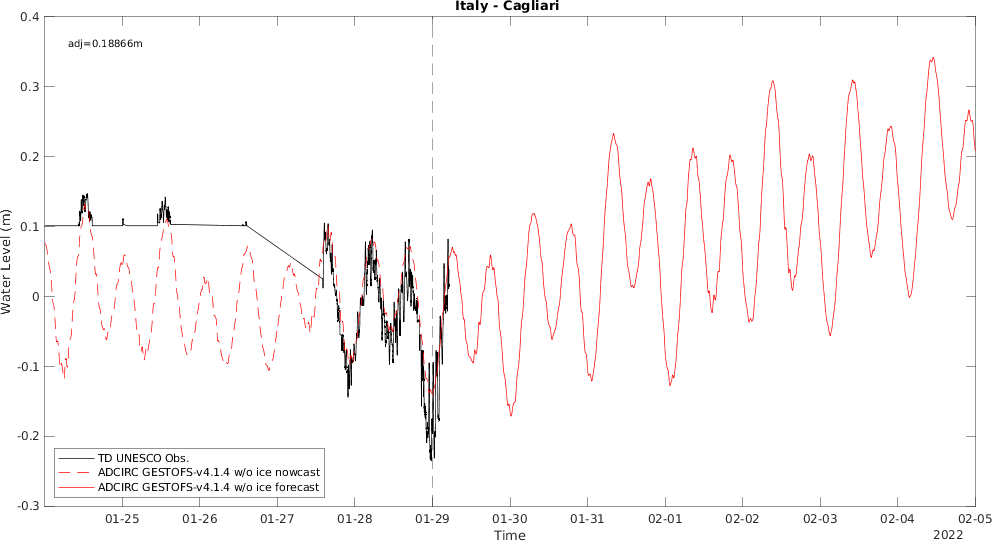 Italy - Cagliari
adj=0.18866m
0.4
0.3
0.2
0.1
0
-0.1
-0.2
-0.3
Water Level (m)
TD UNESCO Obs.
ADCIRC GESTOFS-v4.1.4 w/o ice nowcast
ADCIRC GESTOFS-v4.1.4 w/o ice forecast
01-25 01-26 01-27 01-28 01-29 01-30 01-31 02-01 02-02 02-03 02-04 02-05
Time
2022